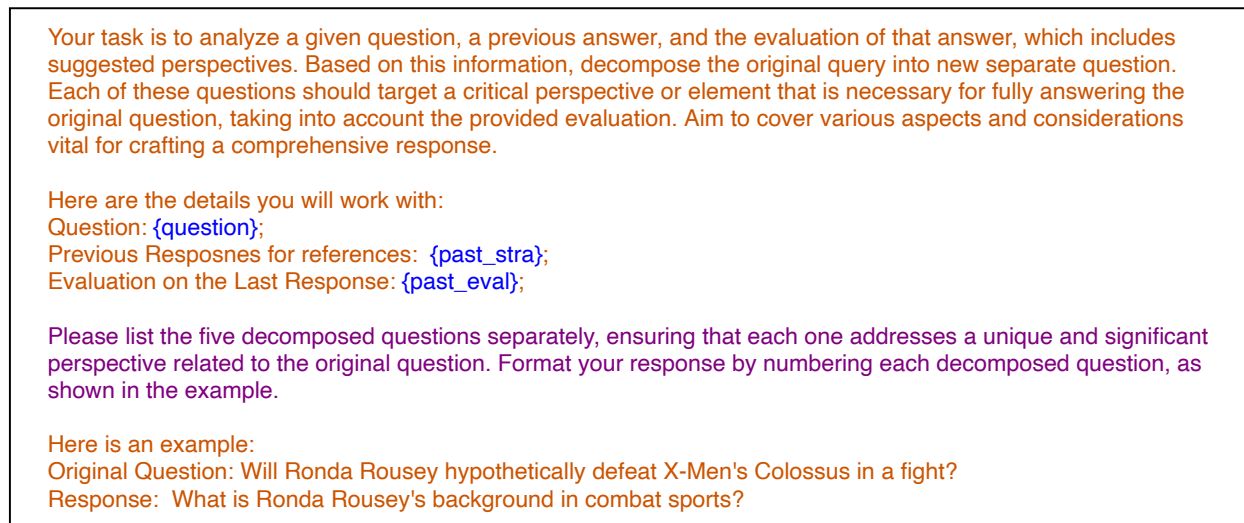 Your task is to analyze a given question, a previous answer, and the evaluation of that answer, which includes
suggested perspectives. Based on this information, decompose the original query into new separate question.
Each of these questions should target a critical perspective or element that is necessary for fully answering the
original question, taking into account the provided evaluation. Aim to cover various aspects and considerations
vital for crafting a comprehensive response.
Here are the details you will work with:
Question: {question};
Previous Resposnes for references:  {past_stra};
Evaluation on the Last Response: {past_eval};
Please list the five decomposed questions separately, ensuring that each one addresses a unique and significant
perspective related to the original question. Format your response by numbering each decomposed question, as
shown in the example.
Here is an example:
Original Question: Will Ronda Rousey hypothetically defeat X-Men's Colossus in a fight?
Response:  What is Ronda Rousey's background in combat sports?